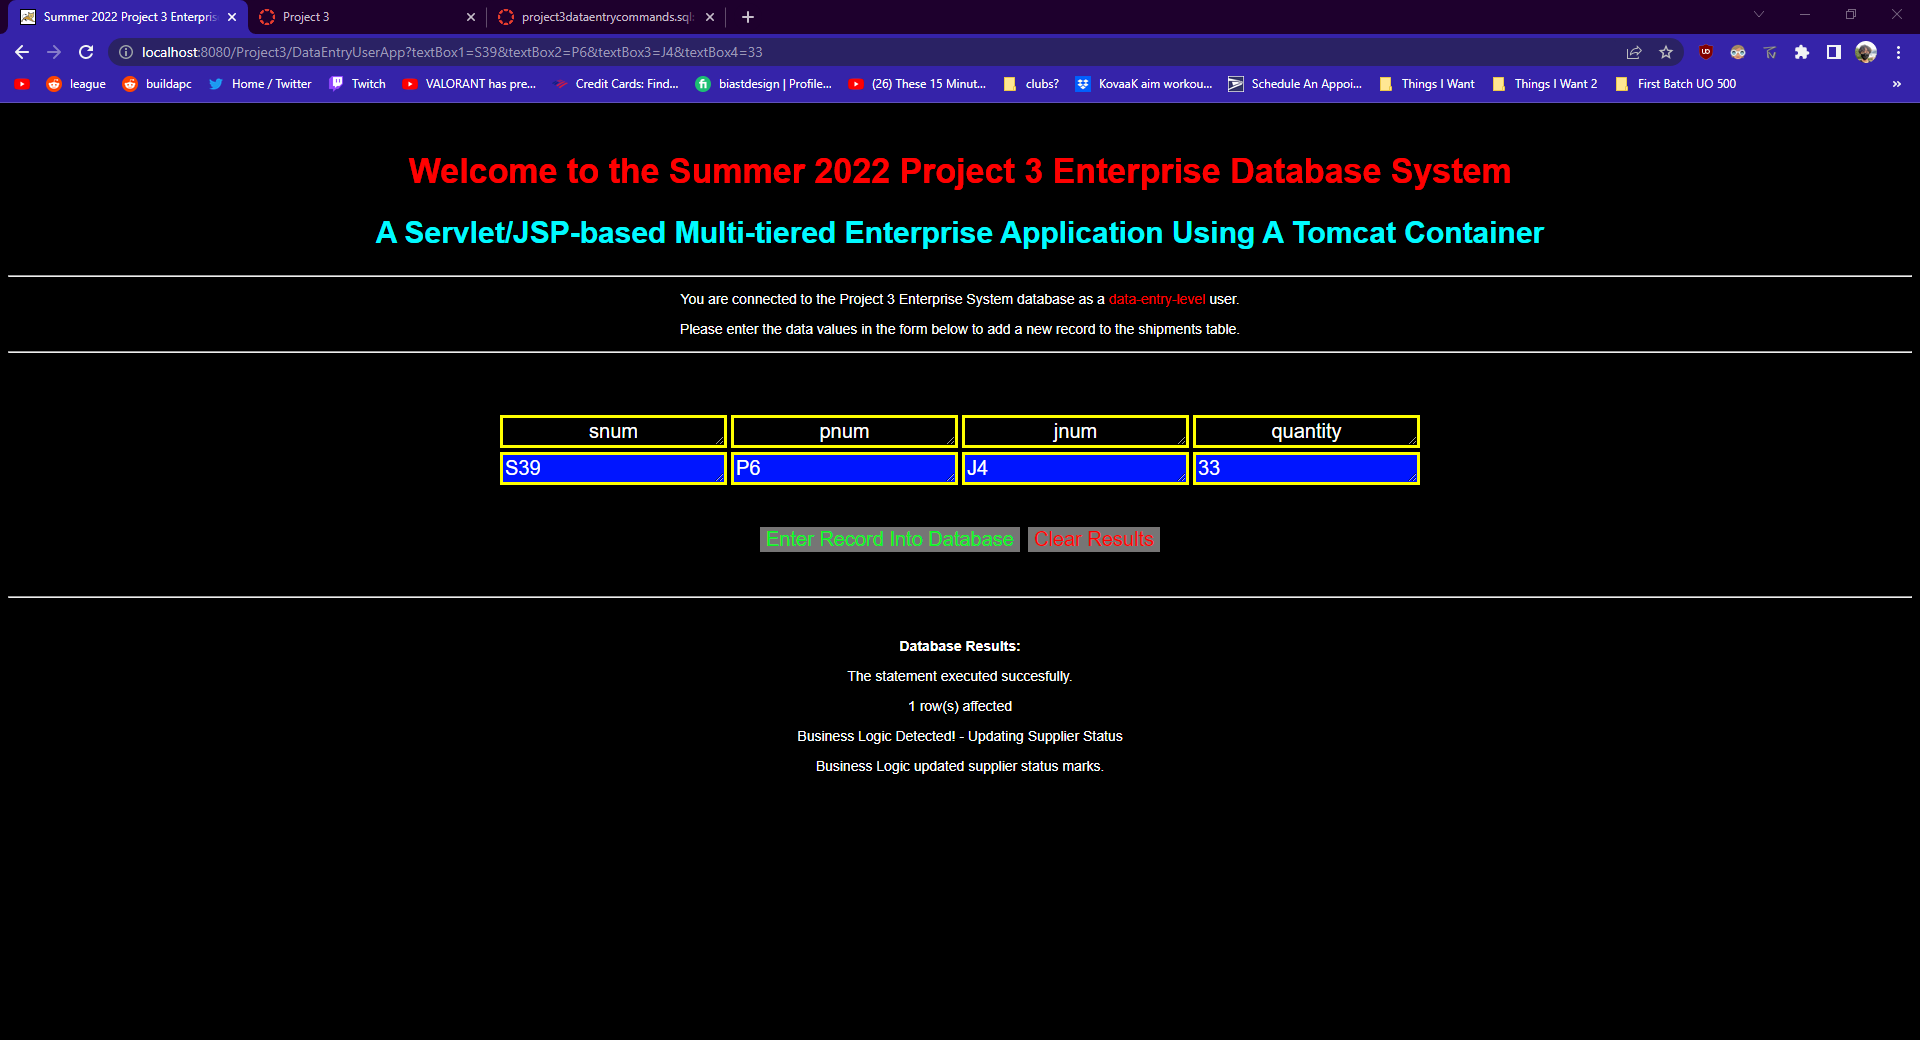 Summer 2022 Project 3 Enterpris
Project 3
project3dataentrycommands.sql
localhost:8080/Project3/DataEntryUserApp?textBox1=S39&textBox2=P6&textBox3=J4&textBox4=33
league buildapc Home / Twitter Twitch VALORANT has pre... Credit Cards: Find... biastdesign | Profile... (26) These 15 Minut... clubs? KovaaK aim workou... Schedule An Appoi... Things I Want Things I Want 2 First Batch UO 500 »
Welcome to the Summer 2022 Project 3 Enterprise Database System
A Servlet/JSP-based Multi-tiered Enterprise Application Using A Tomcat Container
You are connected to the Project 3 Enterprise System database as a data-entry-level user.
Please enter the data values in the form below to add a new record to the shipments table.
snum pnum jnum quantity
S39 P6 J4 33
Enter Record Into Database Clear Results
Database Results:
The statement executed succesfully.
1 row(s) affected
Business Logic Detected! - Updating Supplier Status
Business Logic updated supplier status marks.